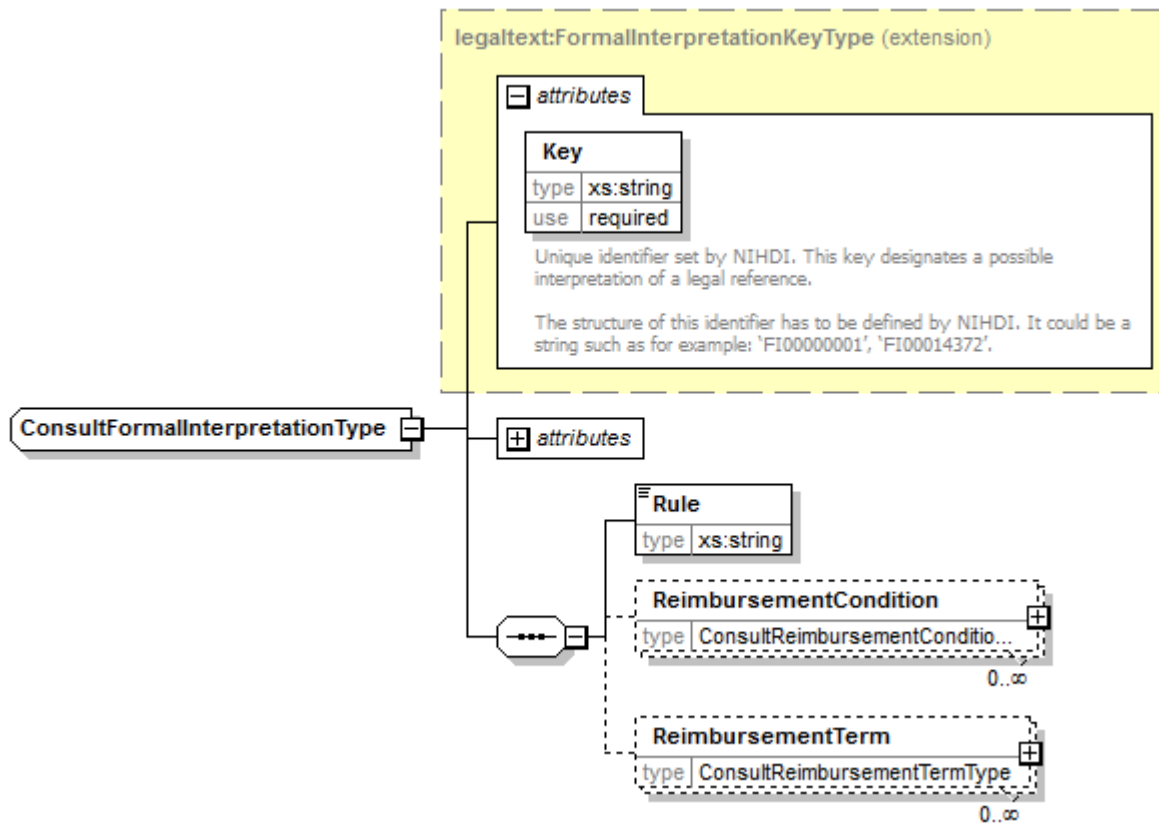 legaltext:FormalInterpretationKeyType (extension)
attributes
Key
type xs:string
use required
Unique identifier set by NIHDI. This key designates a possible
interpretation of a legal reference.
The structure of this identifier has to be defined by NIHDI. It could be a
string such as for example: ‘FI00000001’, ‘FI00014372’.
ConsultFormalInterpretationType
attributes
Rule
type xs:string
ReimbursementCondition
type ConsultReimbursementConditio...
0..∞
ReimbursementTerm
type ConsultReimbursementTermType
0..∞